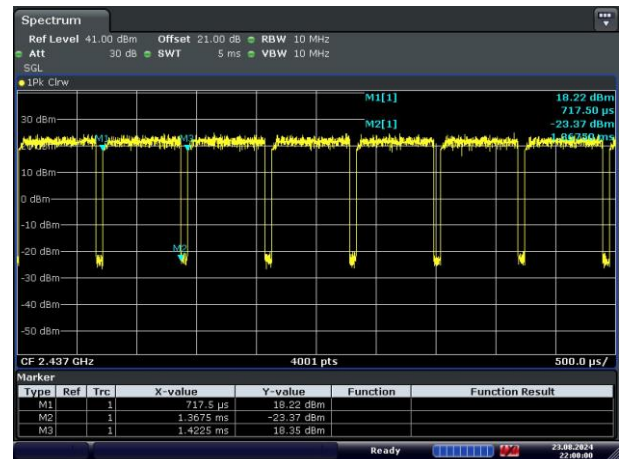 Spectrum
Ref Level 41.00 dBm Offset 21.00 dB RBW 10 MHz
Att 30 dB SWT 5 ms VBW 10 MHz
SGL
1Pk Clrw
M1[1] 18.22 dBm
717.50 µs
30 dBm
M2[1] -23.37 dBm
1.36750 ms
M1 M3
10 dBm
0 dBm
-10 dBm
-20 dBm
M2
-30 dBm
-40 dBm
-50 dBm
CF 2.437 GHz 4001 pts 500.0 µs/
Marker
Type Ref Trc X-value Y-value Function Function Result
M1 1 717.5 µs 18.22 dBm
M2 1 1.3675 ms -23.37 dBm
M3 1 1.4225 ms 18.35 dBm
Ready 23.08.2024
22:00:00